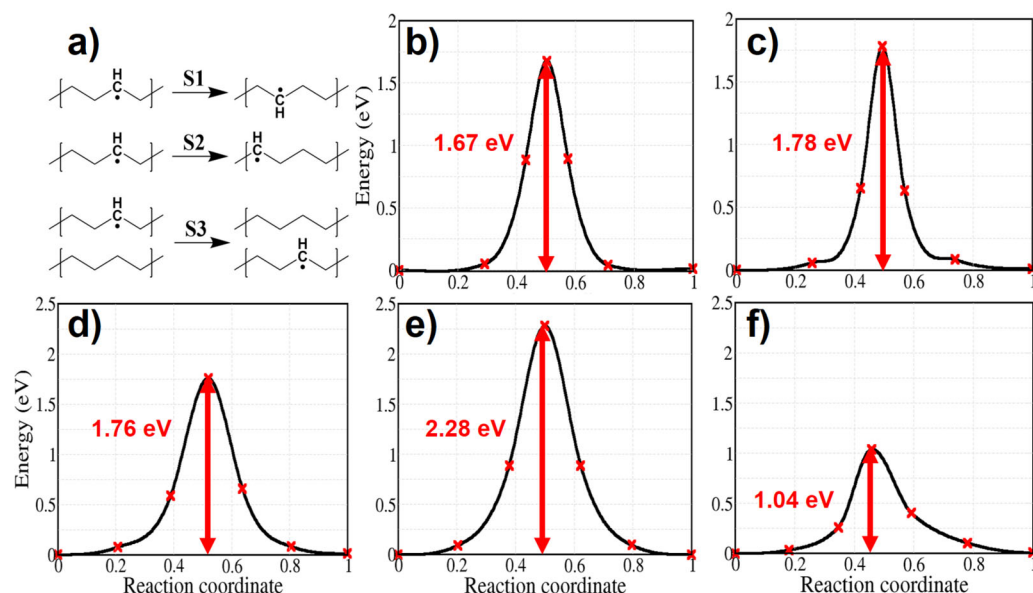 a)
H
C
S1
C
H
H
C
S2
H
C
H
C
S3
H
C
b)
Energy (eV)
2
1.5
1
0.5
0
1.67 eV
0 0.2 0.4 0.6 0.8 1
c)
2
1.5
1
0.5
0
1.78 eV
0 0.2 0.4 0.6 0.8 1
d)
Energy (eV)
2.5
2
1.5
1
0.5
0
1.76 eV
0 0.2 0.4 0.6 0.8 1
Reaction coordinate
e)
2.5
2
1.5
1
0.5
0
2.28 eV
0 0.2 0.4 0.6 0.8 1
Reaction coordinate
f)
2.5
2
1.5
1
0.5
0
1.04 eV
0 0.2 0.4 0.6 0.8 1
Reaction coordinate